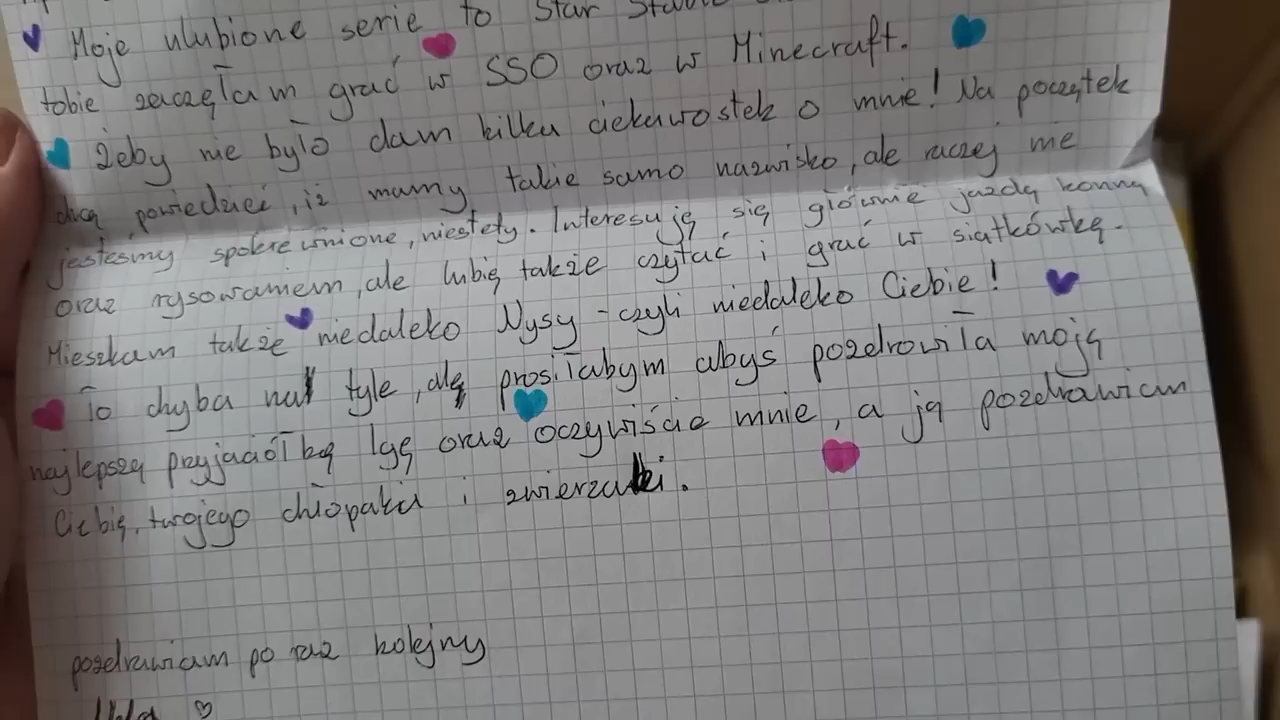 Moje ulubione serie to Star Stable
tobie zaczęłam grać w SSO oraz w Minecraft.
Żeby nie było dam kilka ciekawostek o mnie! Na początek
chcę powiedzieć, iż mamy takie samo nazwisko, ale raczej nie
jesteśmy spokrewnione, niestety. Interesuję się głównie jazdą konną
oraz rysowaniem, ale lubię także czytać i grać w siatkówkę.
Mieszkam także niedaleko Nysy - czyli niedaleko Ciebie!
To chyba na tyle, ale prosiłabym abyś pozdrowiła moją
najlepszą przyjaciółkę Igę oraz oczywiście mnie, a ją pozdrawiam
Ciebie, twojego chłopaka i zwierzaki.
pozdrawiam po raz kolejny